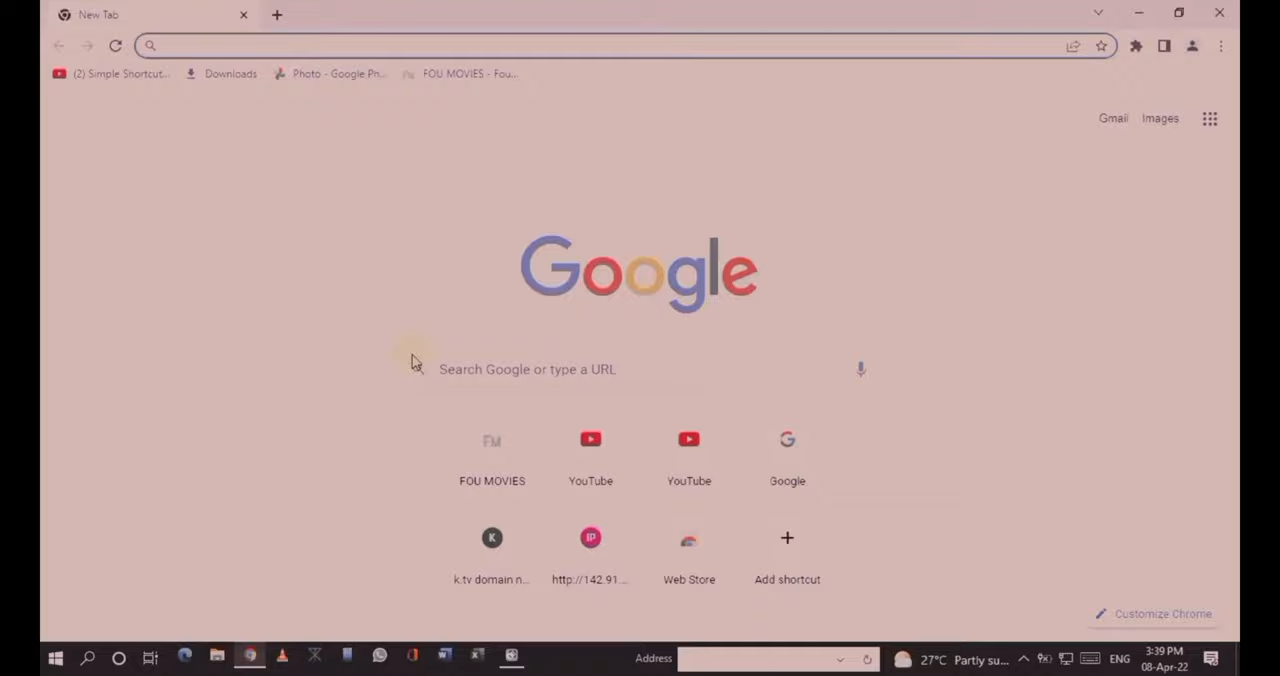 New Tab
(2) Simple Shortcut...
Downloads
Photo - Google Ph...
FOU MOVIES - Fou...
Gmail
Images
Google
Search Google or type a URL
FM
FOU MOVIES
YouTube
YouTube
Google
K
IP
k.tv domain n...
http://142.91....
Web Store
Add shortcut
Customize Chrome
Address
27°C Partly su...
ENG
3:39 PM
08-Apr-22